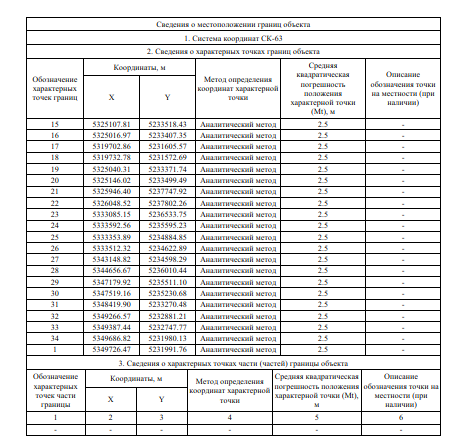 Сведения о местоположении границ объекта
1. Система координат СК-63
2. Сведения о характерных точках границ объекта
Обозначение характерных точек границ | Координаты, м | Метод определения координат характерной точки | Средняя квадратическая погрешность положения характерной точки (Mt), м | Описание обозначения точки на местности (при наличии)
X | Y
15 5325107.81 5233518.43 Аналитический метод 2.5 -
16 5325016.97 5233407.35 Аналитический метод 2.5 -
17 5319702.86 5231605.57 Аналитический метод 2.5 -
18 5319732.78 5231572.69 Аналитический метод 2.5 -
19 5325040.31 5233371.74 Аналитический метод 2.5 -
20 5325146.02 5233499.49 Аналитический метод 2.5 -
21 5325946.40 5237747.92 Аналитический метод 2.5 -
22 5326048.52 5237802.26 Аналитический метод 2.5 -
23 5333085.15 5236533.75 Аналитический метод 2.5 -
24 5333592.56 5235595.23 Аналитический метод 2.5 -
25 5333353.89 5234884.85 Аналитический метод 2.5 -
26 5333512.32 5234622.89 Аналитический метод 2.5 -
27 5343148.82 5234598.29 Аналитический метод 2.5 -
28 5344656.67 5236010.44 Аналитический метод 2.5 -
29 5347179.92 5235511.10 Аналитический метод 2.5 -
30 5347519.16 5235230.68 Аналитический метод 2.5 -
31 5348419.90 5233270.48 Аналитический метод 2.5 -
32 5349266.57 5232881.21 Аналитический метод 2.5 -
33 5349387.44 5232747.77 Аналитический метод 2.5 -
34 5349686.82 5231980.13 Аналитический метод 2.5 -
1 5349726.47 5231991.76 Аналитический метод 2.5 -
3. Сведения о характерных точках части (частей) границы объекта
Обозначение характерных точек части границы | Координаты, м | Метод определения координат характерной точки | Средняя квадратическая погрешность положения характерной точки (Mt), м | Описание обозначения точки на местности (при наличии)
X | Y
1 2 3 4 5 6
- - - - - -